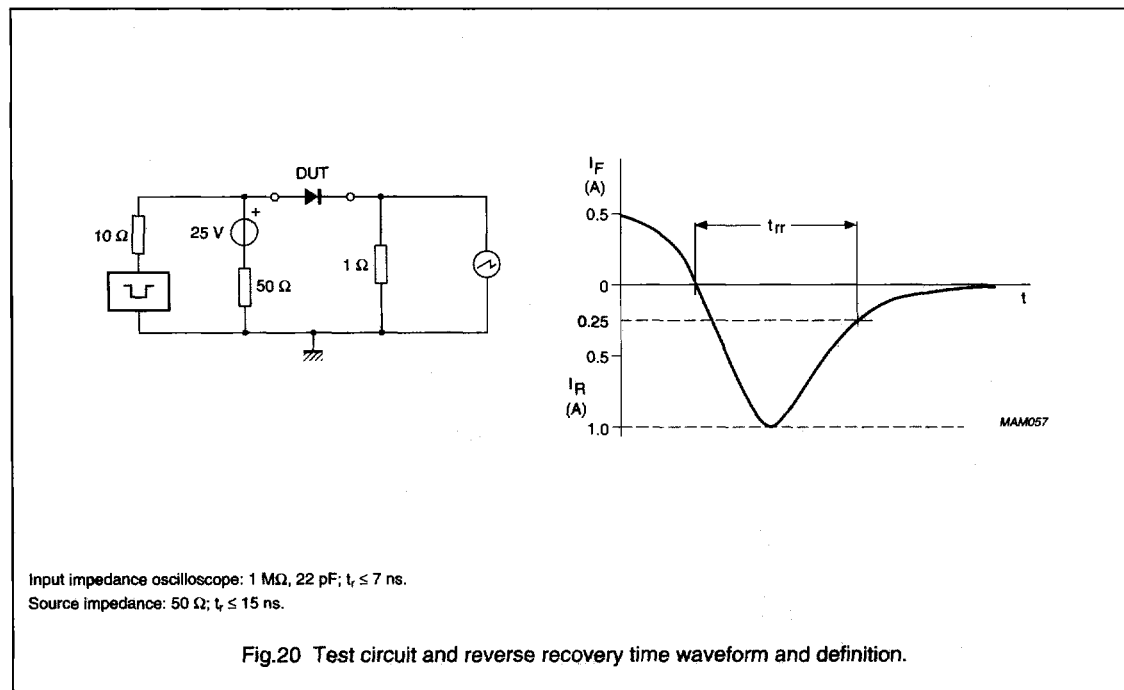 DUT
10 Ω
25 V
+
50 Ω
1 Ω
I_F
(A)
0.5
t_rr
0
t
0.25
0.5
I_R
(A)
1.0
MAM057
Input impedance oscilloscope: 1 MΩ, 22 pF; t_r ≤ 7 ns.
Source impedance: 50 Ω; t_r ≤ 15 ns.
Fig.20 Test circuit and reverse recovery time waveform and definition.